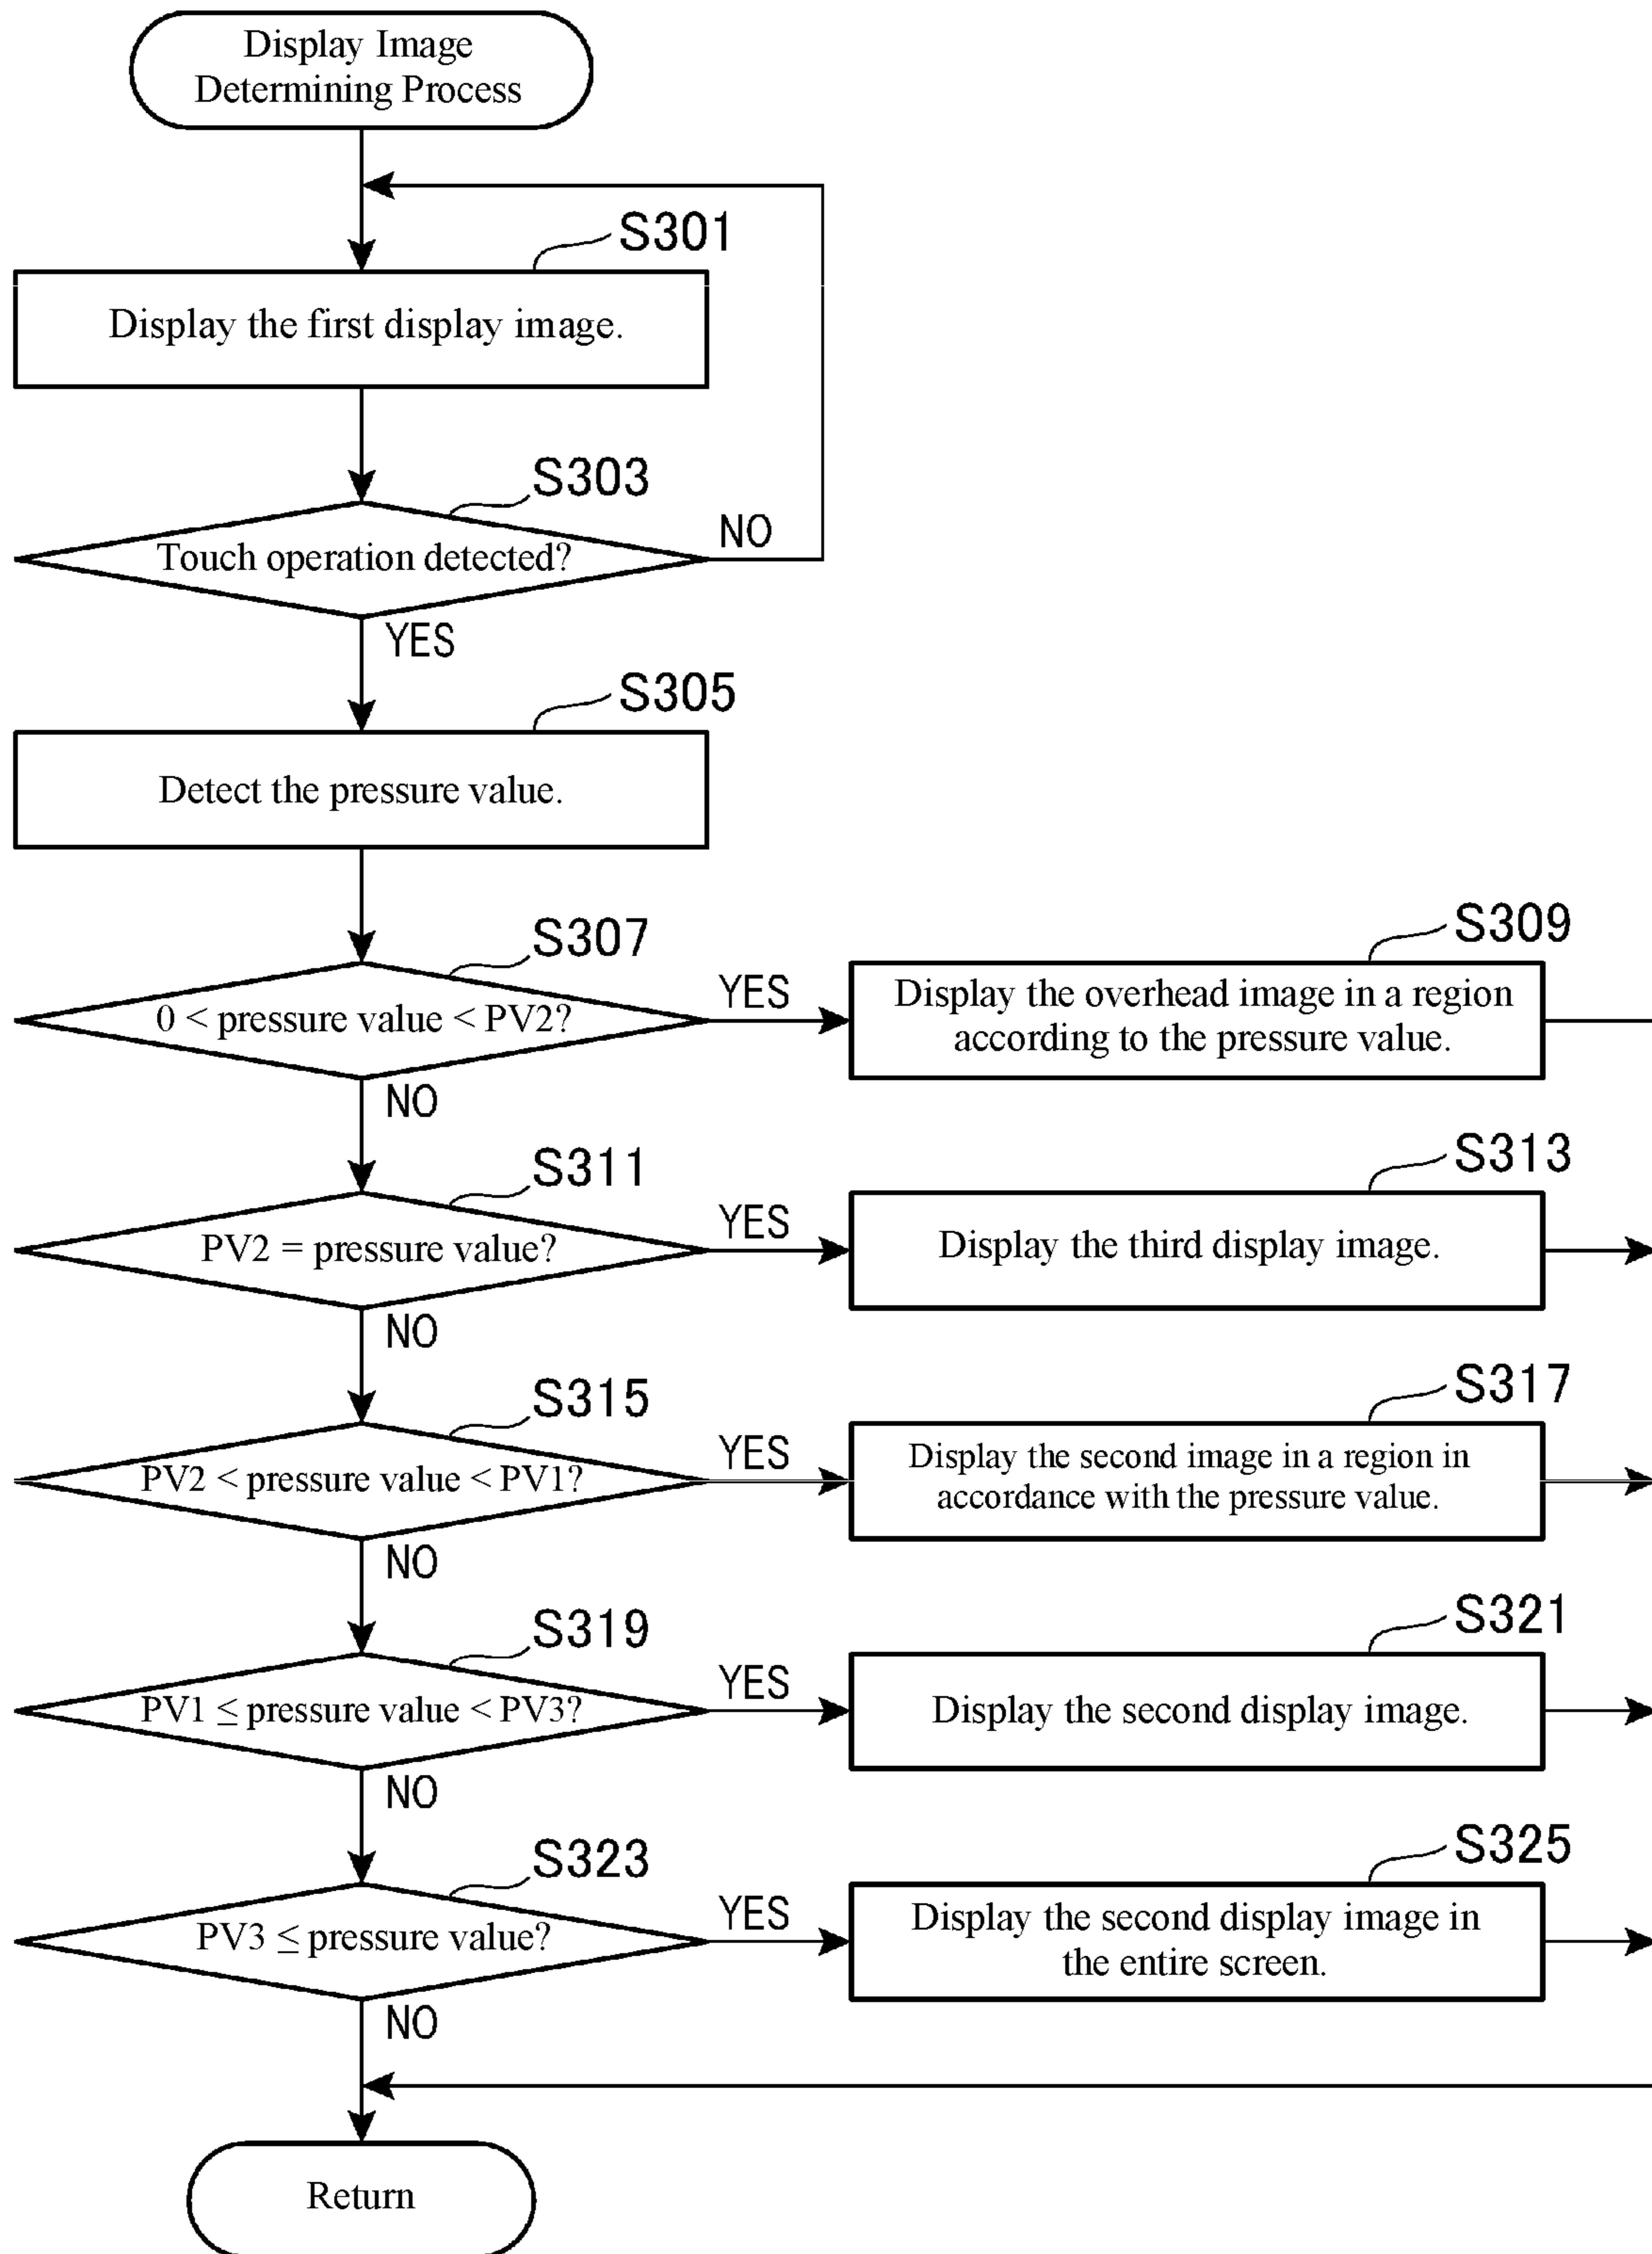 Display Image
Determining Process
S301
Display the first display image.
S303
Touch operation detected?
NO
YES
S305
Detect the pressure value.
S307
0 < pressure value < PV2?
YES
S309
Display the overhead image in a region
according to the pressure value.
NO
S311
PV2 = pressure value?
YES
S313
Display the third display image.
NO
S315
PV2 < pressure value < PV1?
YES
S317
Display the second image in a region in
accordance with the pressure value.
NO
S319
PV1 ≤ pressure value < PV3?
YES
S321
Display the second display image.
NO
S323
PV3 ≤ pressure value?
YES
S325
Display the second display image in
the entire screen.
NO
Return